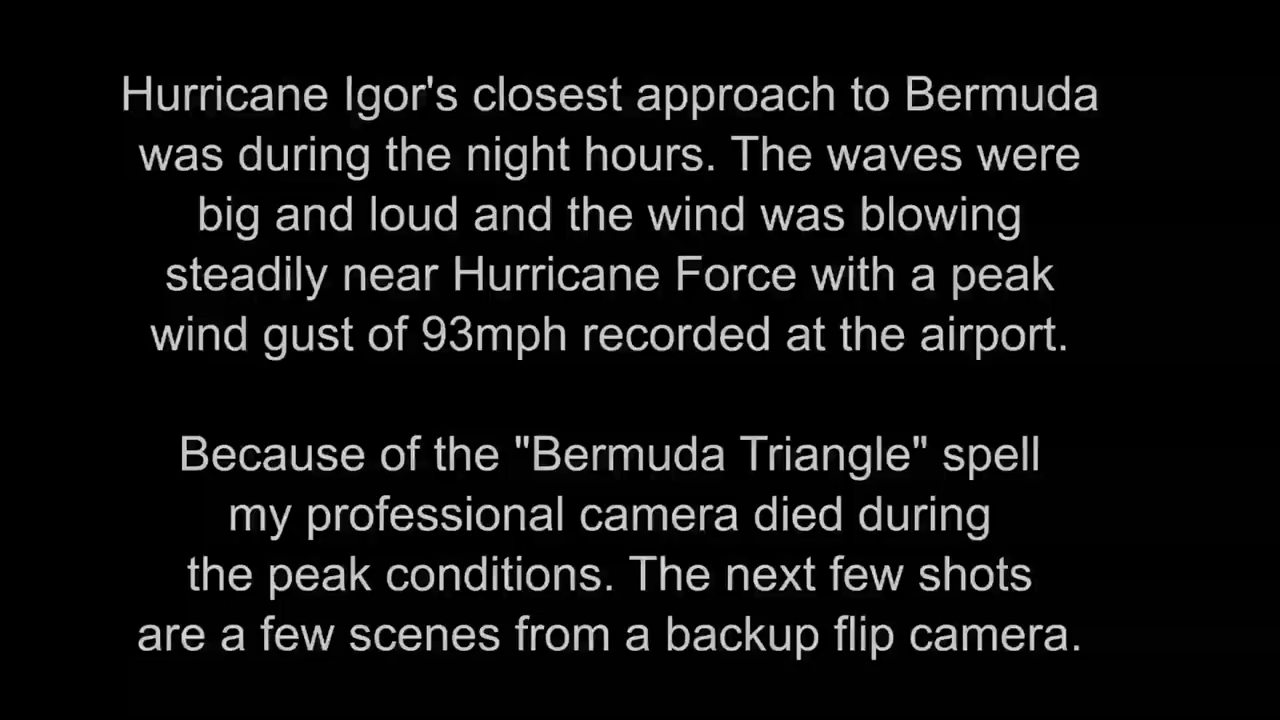 Hurricane Igor's closest approach to Bermuda
was during the night hours. The waves were
big and loud and the wind was blowing
steadily near Hurricane Force with a peak
wind gust of 93mph recorded at the airport.
Because of the "Bermuda Triangle" spell
my professional camera died during
the peak conditions. The next few shots
are a few scenes from a backup flip camera.